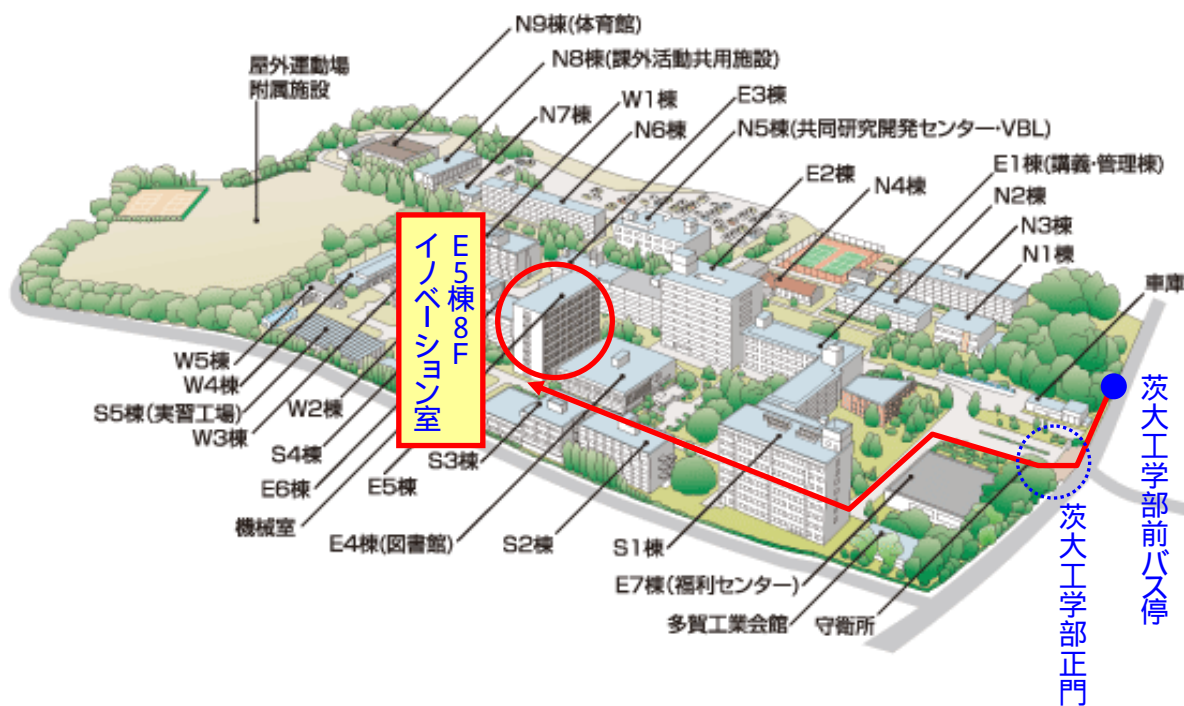 N9棟(体育館)
N8棟(課外活動共用施設)
屋外運動場
附属施設
W1棟
E3棟
N7棟
N6棟
N5棟(共同研究開発センター・VBL)
E2棟
E1棟(講義・管理棟)
N4棟
N2棟
N3棟
N1棟
車庫
E5棟8F
イノベーション室
W5棟
W4棟
S5棟(実習工場)
W2棟
W3棟
S4棟
S3棟
E6棟
E5棟
機械室
E4棟(図書館)
S2棟
S1棟
E7棟(福利センター)
多賀工業会館
守衛所
茨大工学部前バス停
茨大工学部正門